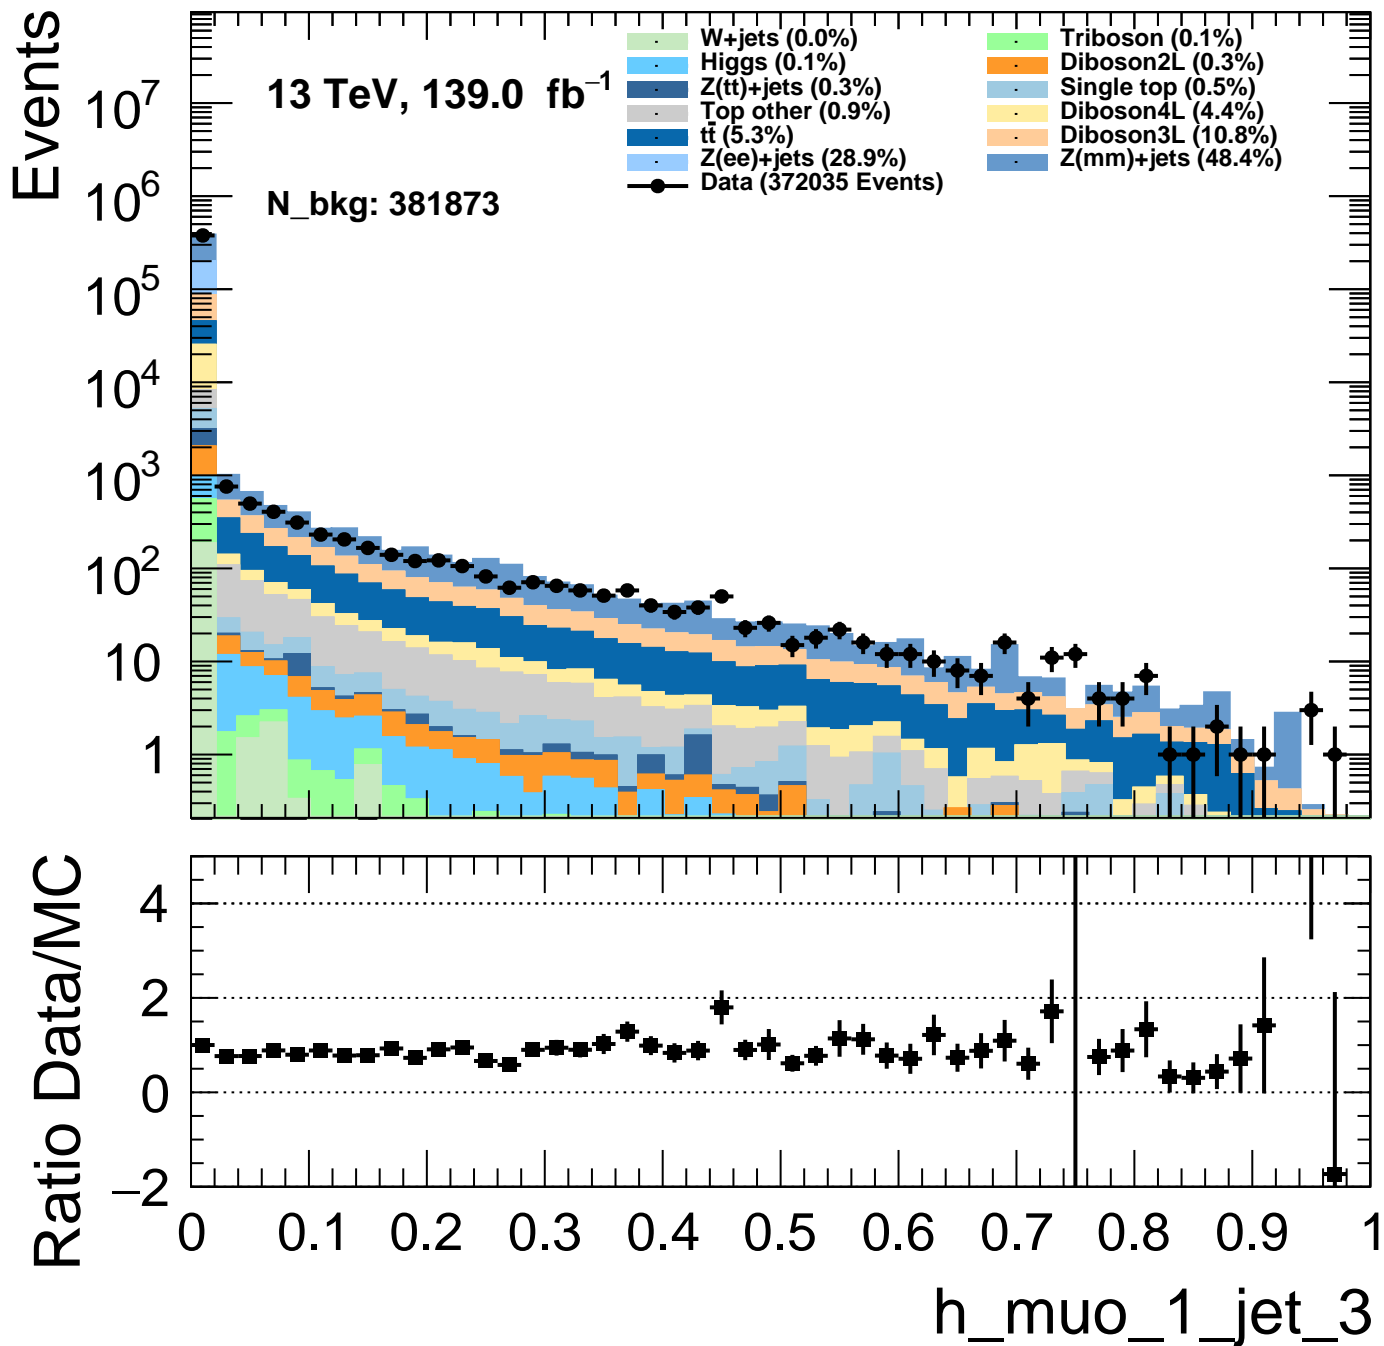 Events
10⁷
10⁶
10⁵
10⁴
10³
10²
10
1
13 TeV, 139.0 fb⁻¹
N_bkg: 381873
W+jets (0.0%)
Higgs (0.1%)
Z(tt)+jets (0.3%)
Top other (0.9%)
tt̄ (5.3%)
Z(ee)+jets (28.9%)
Data (372035 Events)
Triboson (0.1%)
Diboson2L (0.3%)
Single top (0.5%)
Diboson4L (4.4%)
Diboson3L (10.8%)
Z(mm)+jets (48.4%)
Ratio Data/MC
4
2
0
−2
0 0.1 0.2 0.3 0.4 0.5 0.6 0.7 0.8 0.9 1
h_muo_1_jet_3